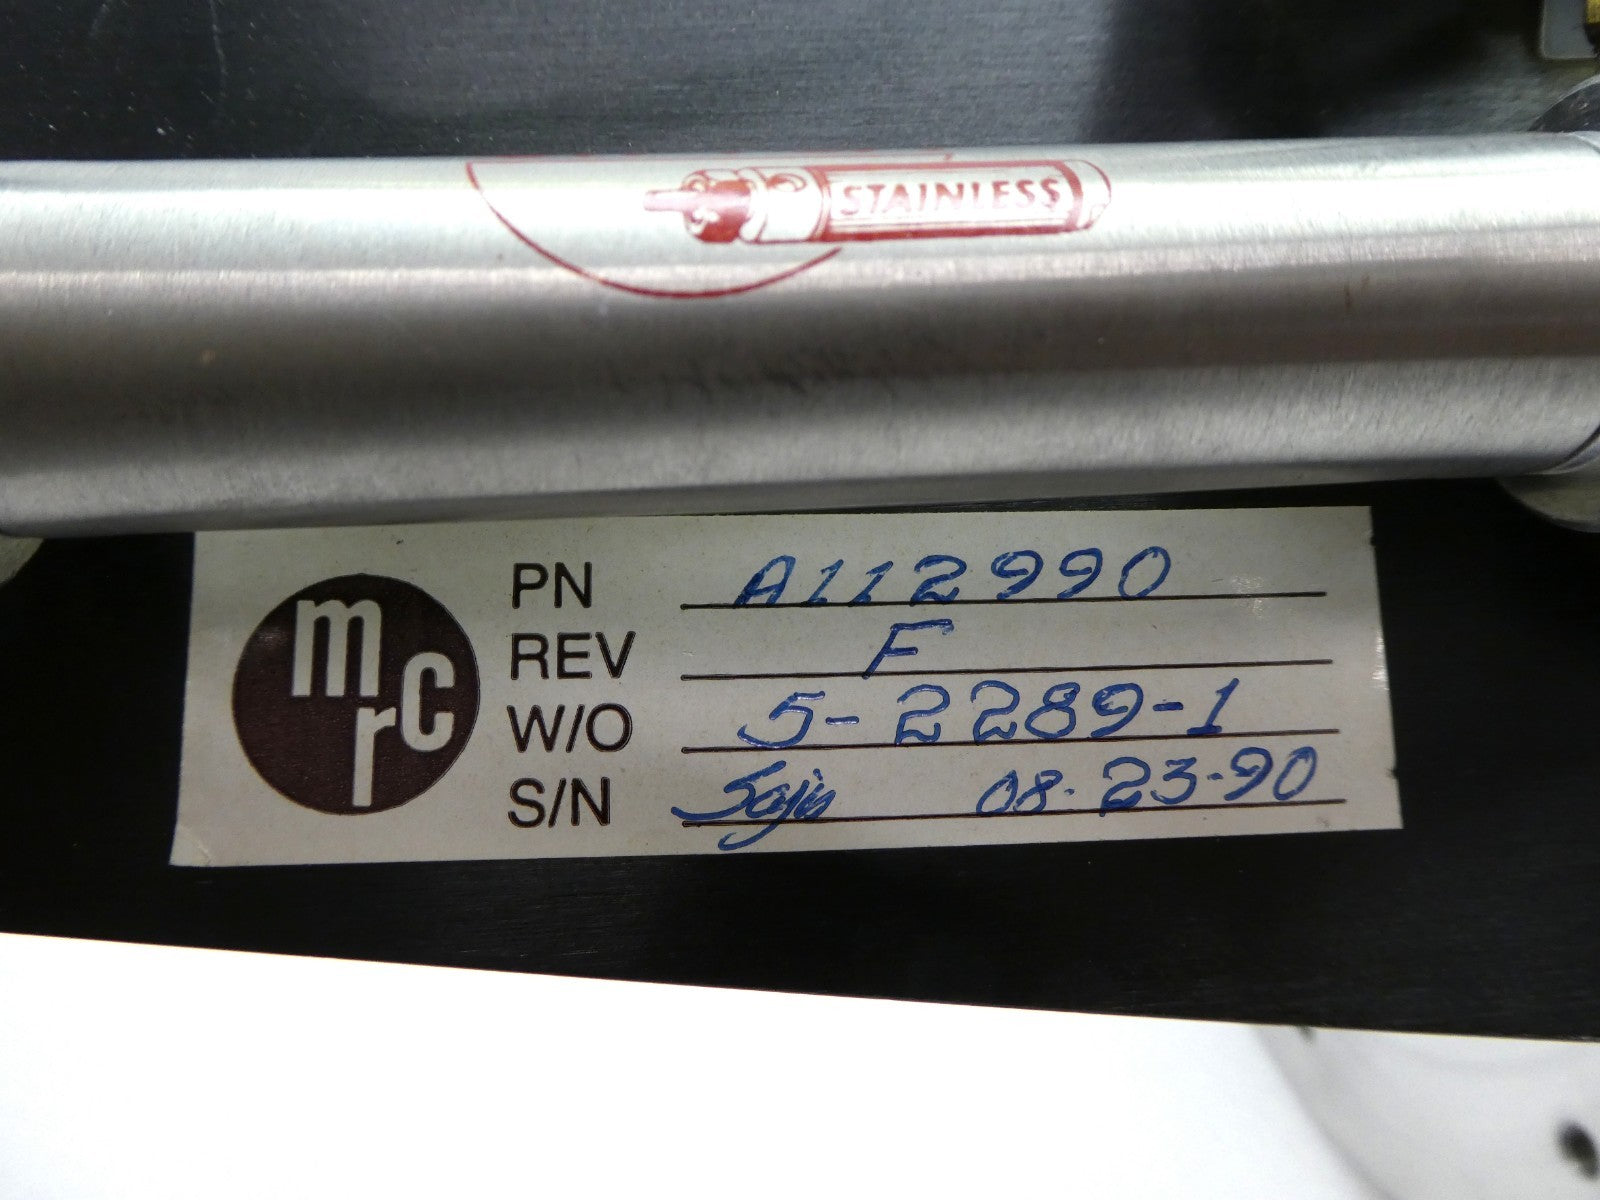 STAINLESS
mrc
PN A112990
REV F
W/O 5-2289-1
S/N 08-23-90